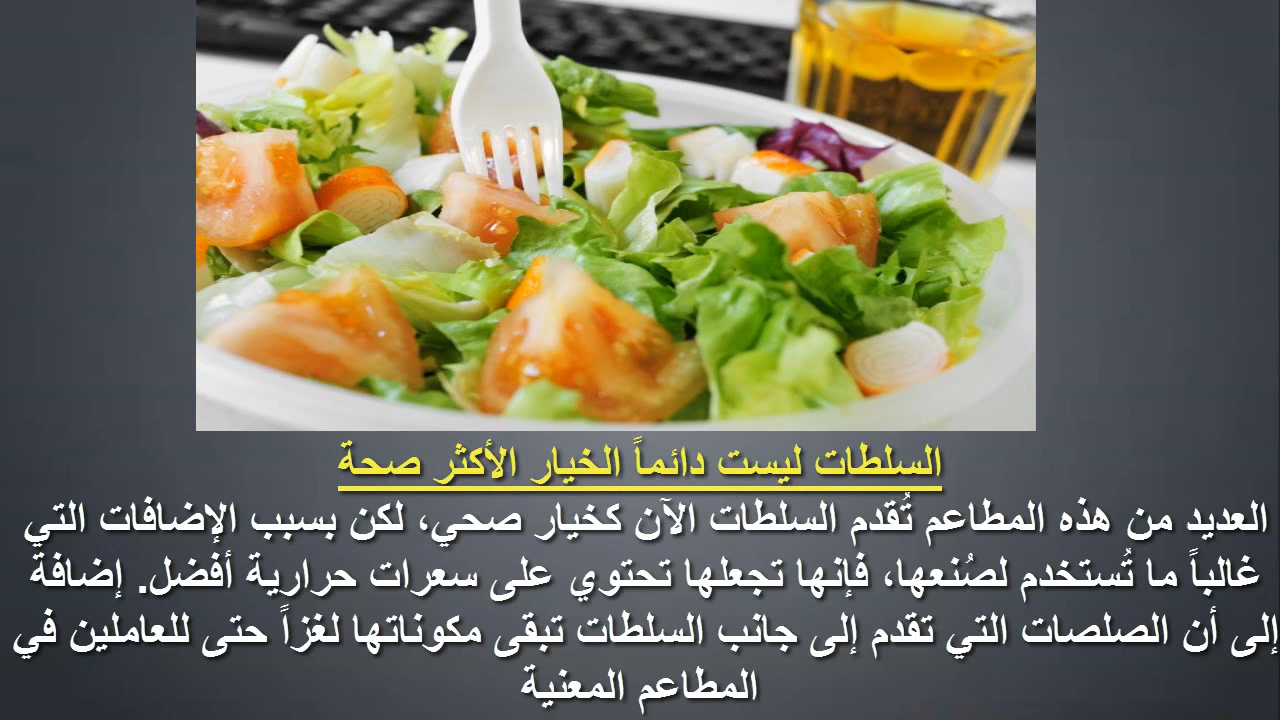 السلطات ليست دائماً الخيار الأكثر صحة
العديد من هذه المطاعم تُقدم السلطات الآن كخيار صحي، لكن بسبب الإضافات التي
غالباً ما تُستخدم لصُنعها، فإنها تجعلها تحتوي على سعرات حرارية أفضل. إضافة
إلى أن الصلصات التي تقدم إلى جانب السلطات تبقى مكوناتها لغزاً حتى للعاملين في
المطاعم المعنية